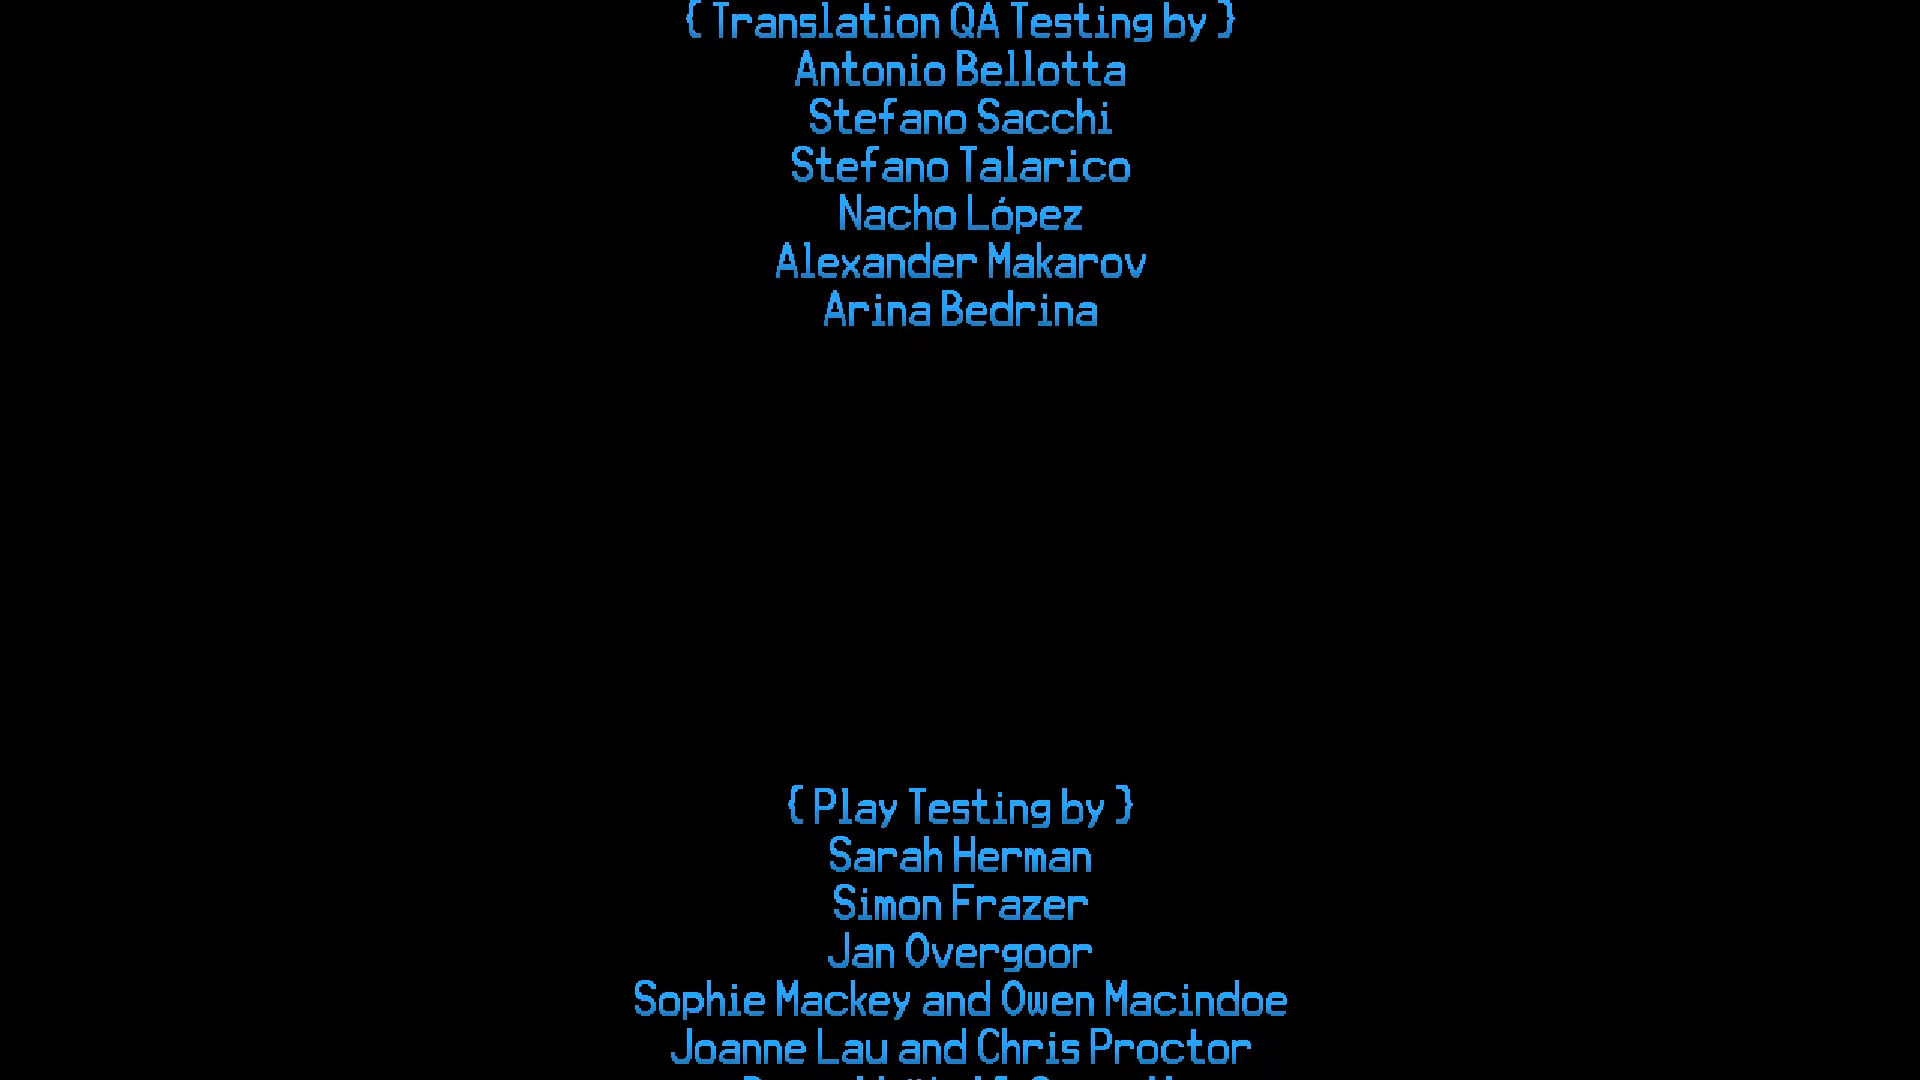 { Translation QA Testing by }
Antonio Bellotta
Stefano Sacchi
Stefano Talarico
Nacho López
Alexander Makarov
Arina Bedrina
{ Play Testing by }
Sarah Herman
Simon Frazer
Jan Overgoor
Sophie Mackey and Owen Macindoe
Joanne Lau and Chris Proctor